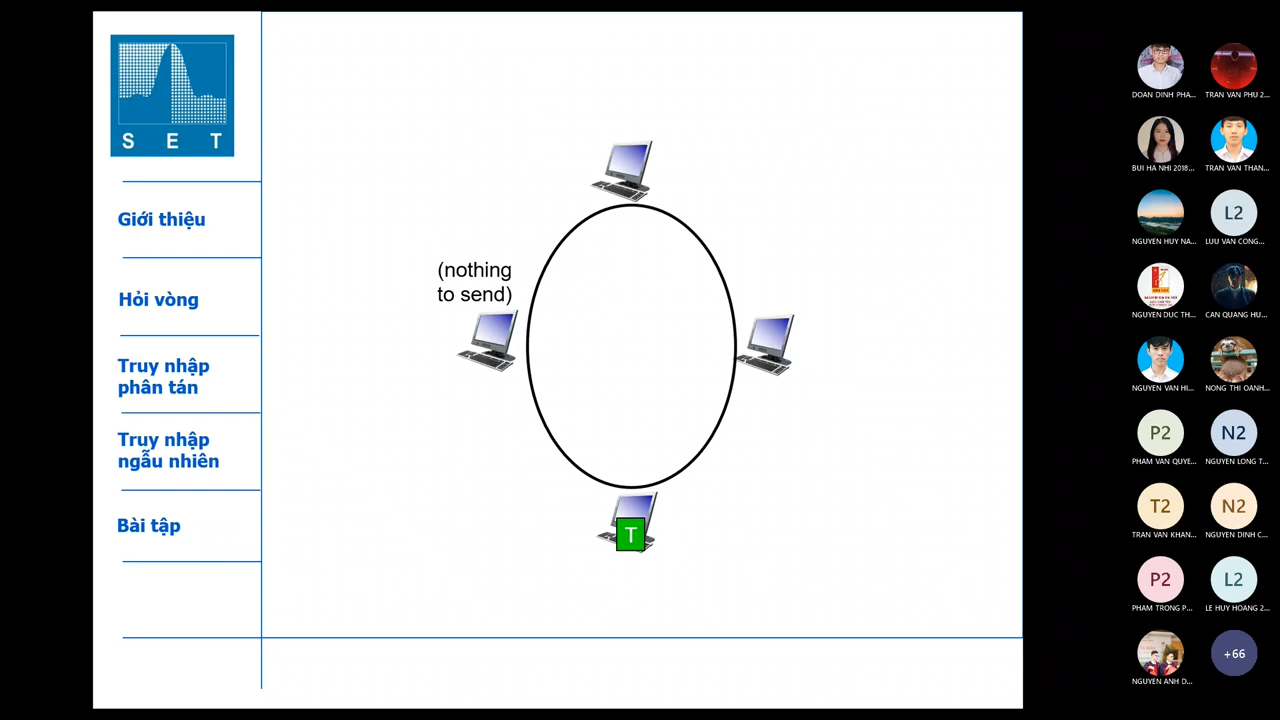 S E T
Giới thiệu
Hỏi vòng
Truy nhập
phân tán
Truy nhập
ngẫu nhiên
Bài tập
(nothing
to send)
T
DOAN DINH PHA...
TRAN VAN PHU 2...
BUI HA NHI 2018...
TRAN VAN THAN...
NGUYEN HUY NA...
L2
LUU VAN CONG...
NGUYEN DUC TH...
CAN QUANG HU...
NGUYEN VAN HI...
NONG THI OANH...
P2
N2
PHAM VAN QUYE...
NGUYEN LONG T...
T2
N2
TRAN VAN KHAN...
NGUYEN DINH C...
P2
L2
PHAM TRONG P...
LE HUY HOANG 2...
+66
NGUYEN ANH D...